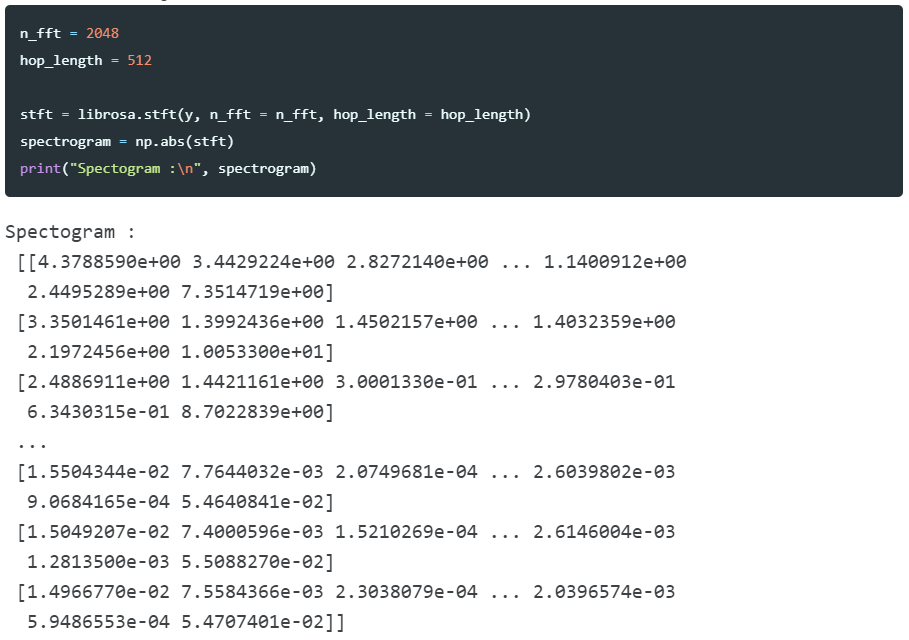 n_fft = 2048
hop_length = 512
stft = librosa.stft(y, n_fft = n_fft, hop_length = hop_length)
spectrogram = np.abs(stft)
print("Spectogram :\n", spectrogram)
Spectogram :
[[4.3788590e+00 3.4429224e+00 2.8272140e+00 ... 1.1400912e+00
2.4495289e+00 7.3514719e+00]
[3.3501461e+00 1.3992436e+00 1.4502157e+00 ... 1.4032359e+00
2.1972456e+00 1.0053300e+01]
[2.4886911e+00 1.4421161e+00 3.0001330e-01 ... 2.9780403e-01
6.3430315e-01 8.7022839e+00]
...
[1.5504344e-02 7.7644032e-03 2.0749681e-04 ... 2.6039802e-03
9.0684165e-04 5.4640841e-02]
[1.5049207e-02 7.4000596e-03 1.5210269e-04 ... 2.6146004e-03
1.2813500e-03 5.5088270e-02]
[1.4966770e-02 7.5584366e-03 2.3038079e-04 ... 2.0396574e-03
5.9486553e-04 5.4707401e-02]]